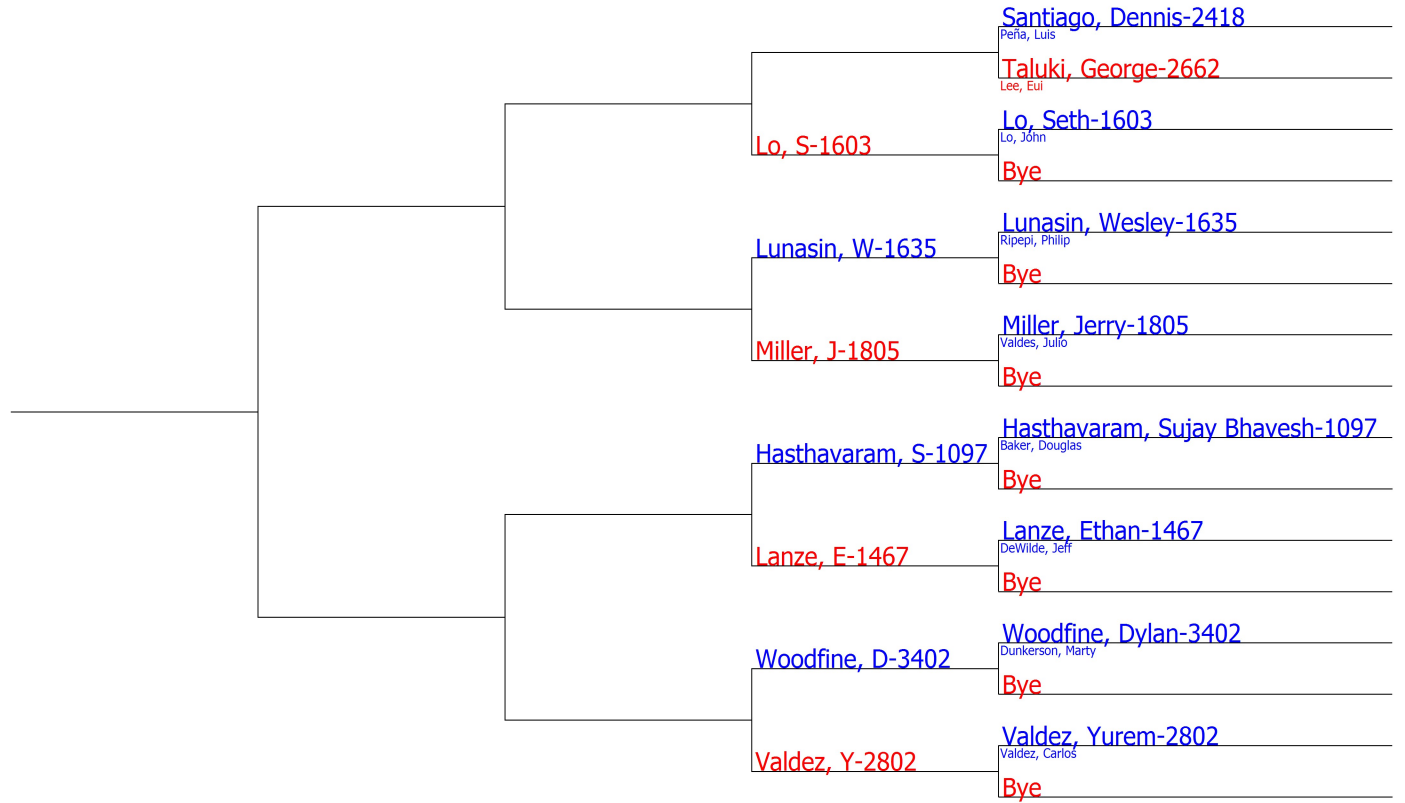 Santiago, Dennis-2418
Peña, Luis
Taluki, George-2662
Lee, Eui
Lo, Seth-1603
Lo, John
Lo, S-1603
Bye
Lunasin, Wesley-1635
Ripepi, Philip
Lunasin, W-1635
Bye
Miller, Jerry-1805
Valdes, Julio
Miller, J-1805
Bye
Hasthavaram, Sujay Bhavesh-1097
Baker, Douglas
Hasthavaram, S-1097
Bye
Lanze, Ethan-1467
DeWilde, Jeff
Lanze, E-1467
Bye
Woodfine, Dylan-3402
Dunkerson, Marty
Woodfine, D-3402
Bye
Valdez, Yurem-2802
Valdez, Carlos
Valdez, Y-2802
Bye